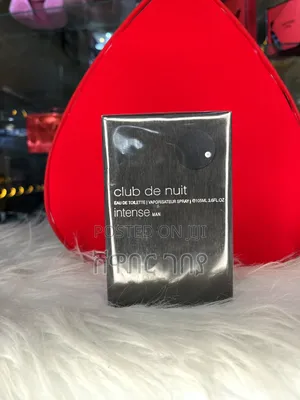 club de nuit
EAU DE TOILETTE | VAPORISATEUR SPRAY | ℮105ML 3.6FL.OZ
intense MAN
POSTED ON JIJI